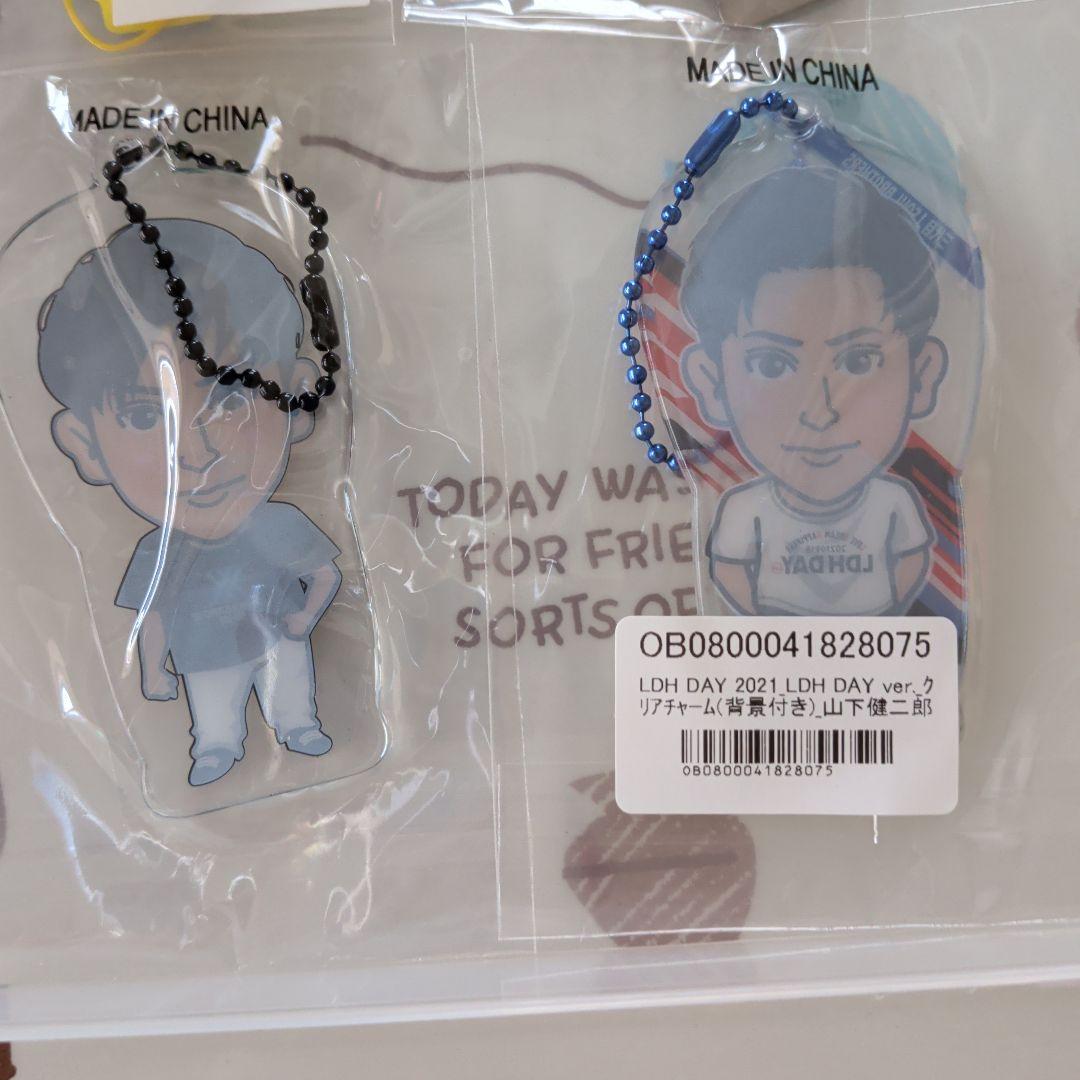 MADE IN CHINA
MADE IN CHINA
TODAY WAS
FOR FRIE
SORTS OF
LDH DAY
OB0800041828075
LDH DAY 2021_LDH DAY ver._ク
リアチャーム(背景付き)_山下健二郎
OB0800041828075